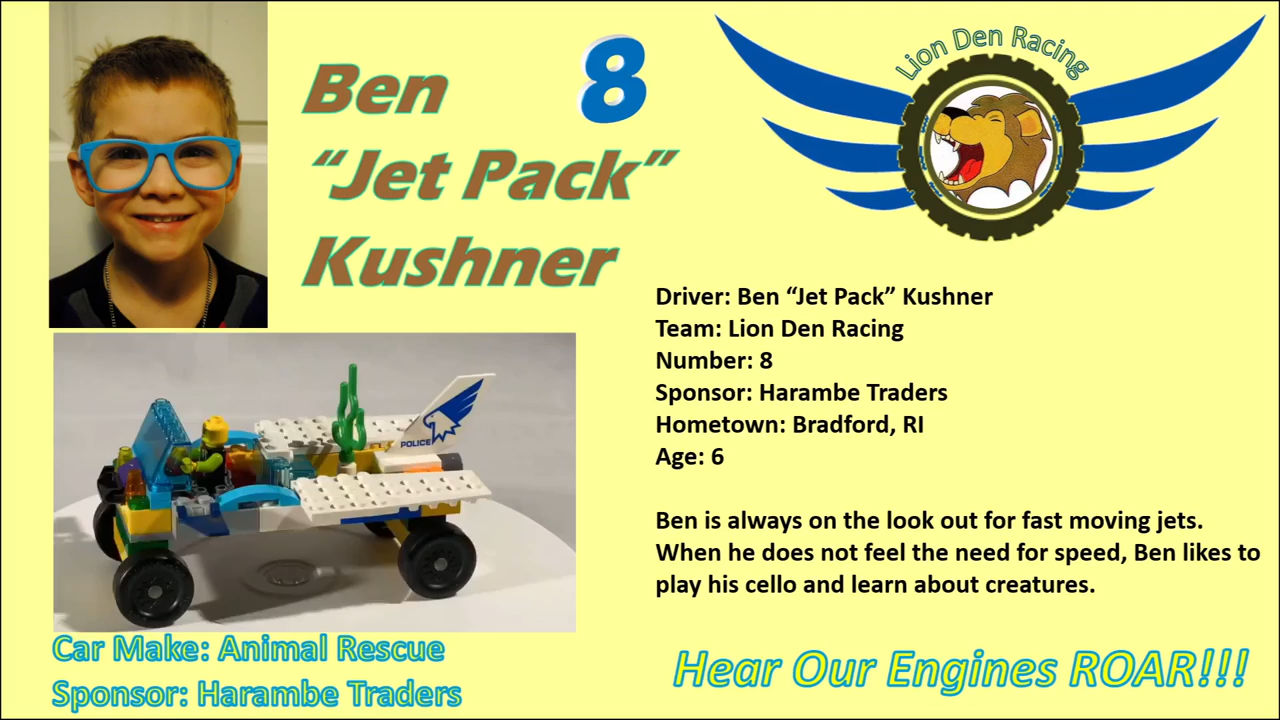 Ben
8
“Jet Pack”
Kushner
Lion Den Racing
Driver: Ben “Jet Pack” Kushner
Team: Lion Den Racing
Number: 8
Sponsor: Harambe Traders
Hometown: Bradford, RI
Age: 6
Ben is always on the look out for fast moving jets.
When he does not feel the need for speed, Ben likes to
play his cello and learn about creatures.
POLICE
Car Make: Animal Rescue
Sponsor: Harambe Traders
Hear Our Engines ROAR!!!